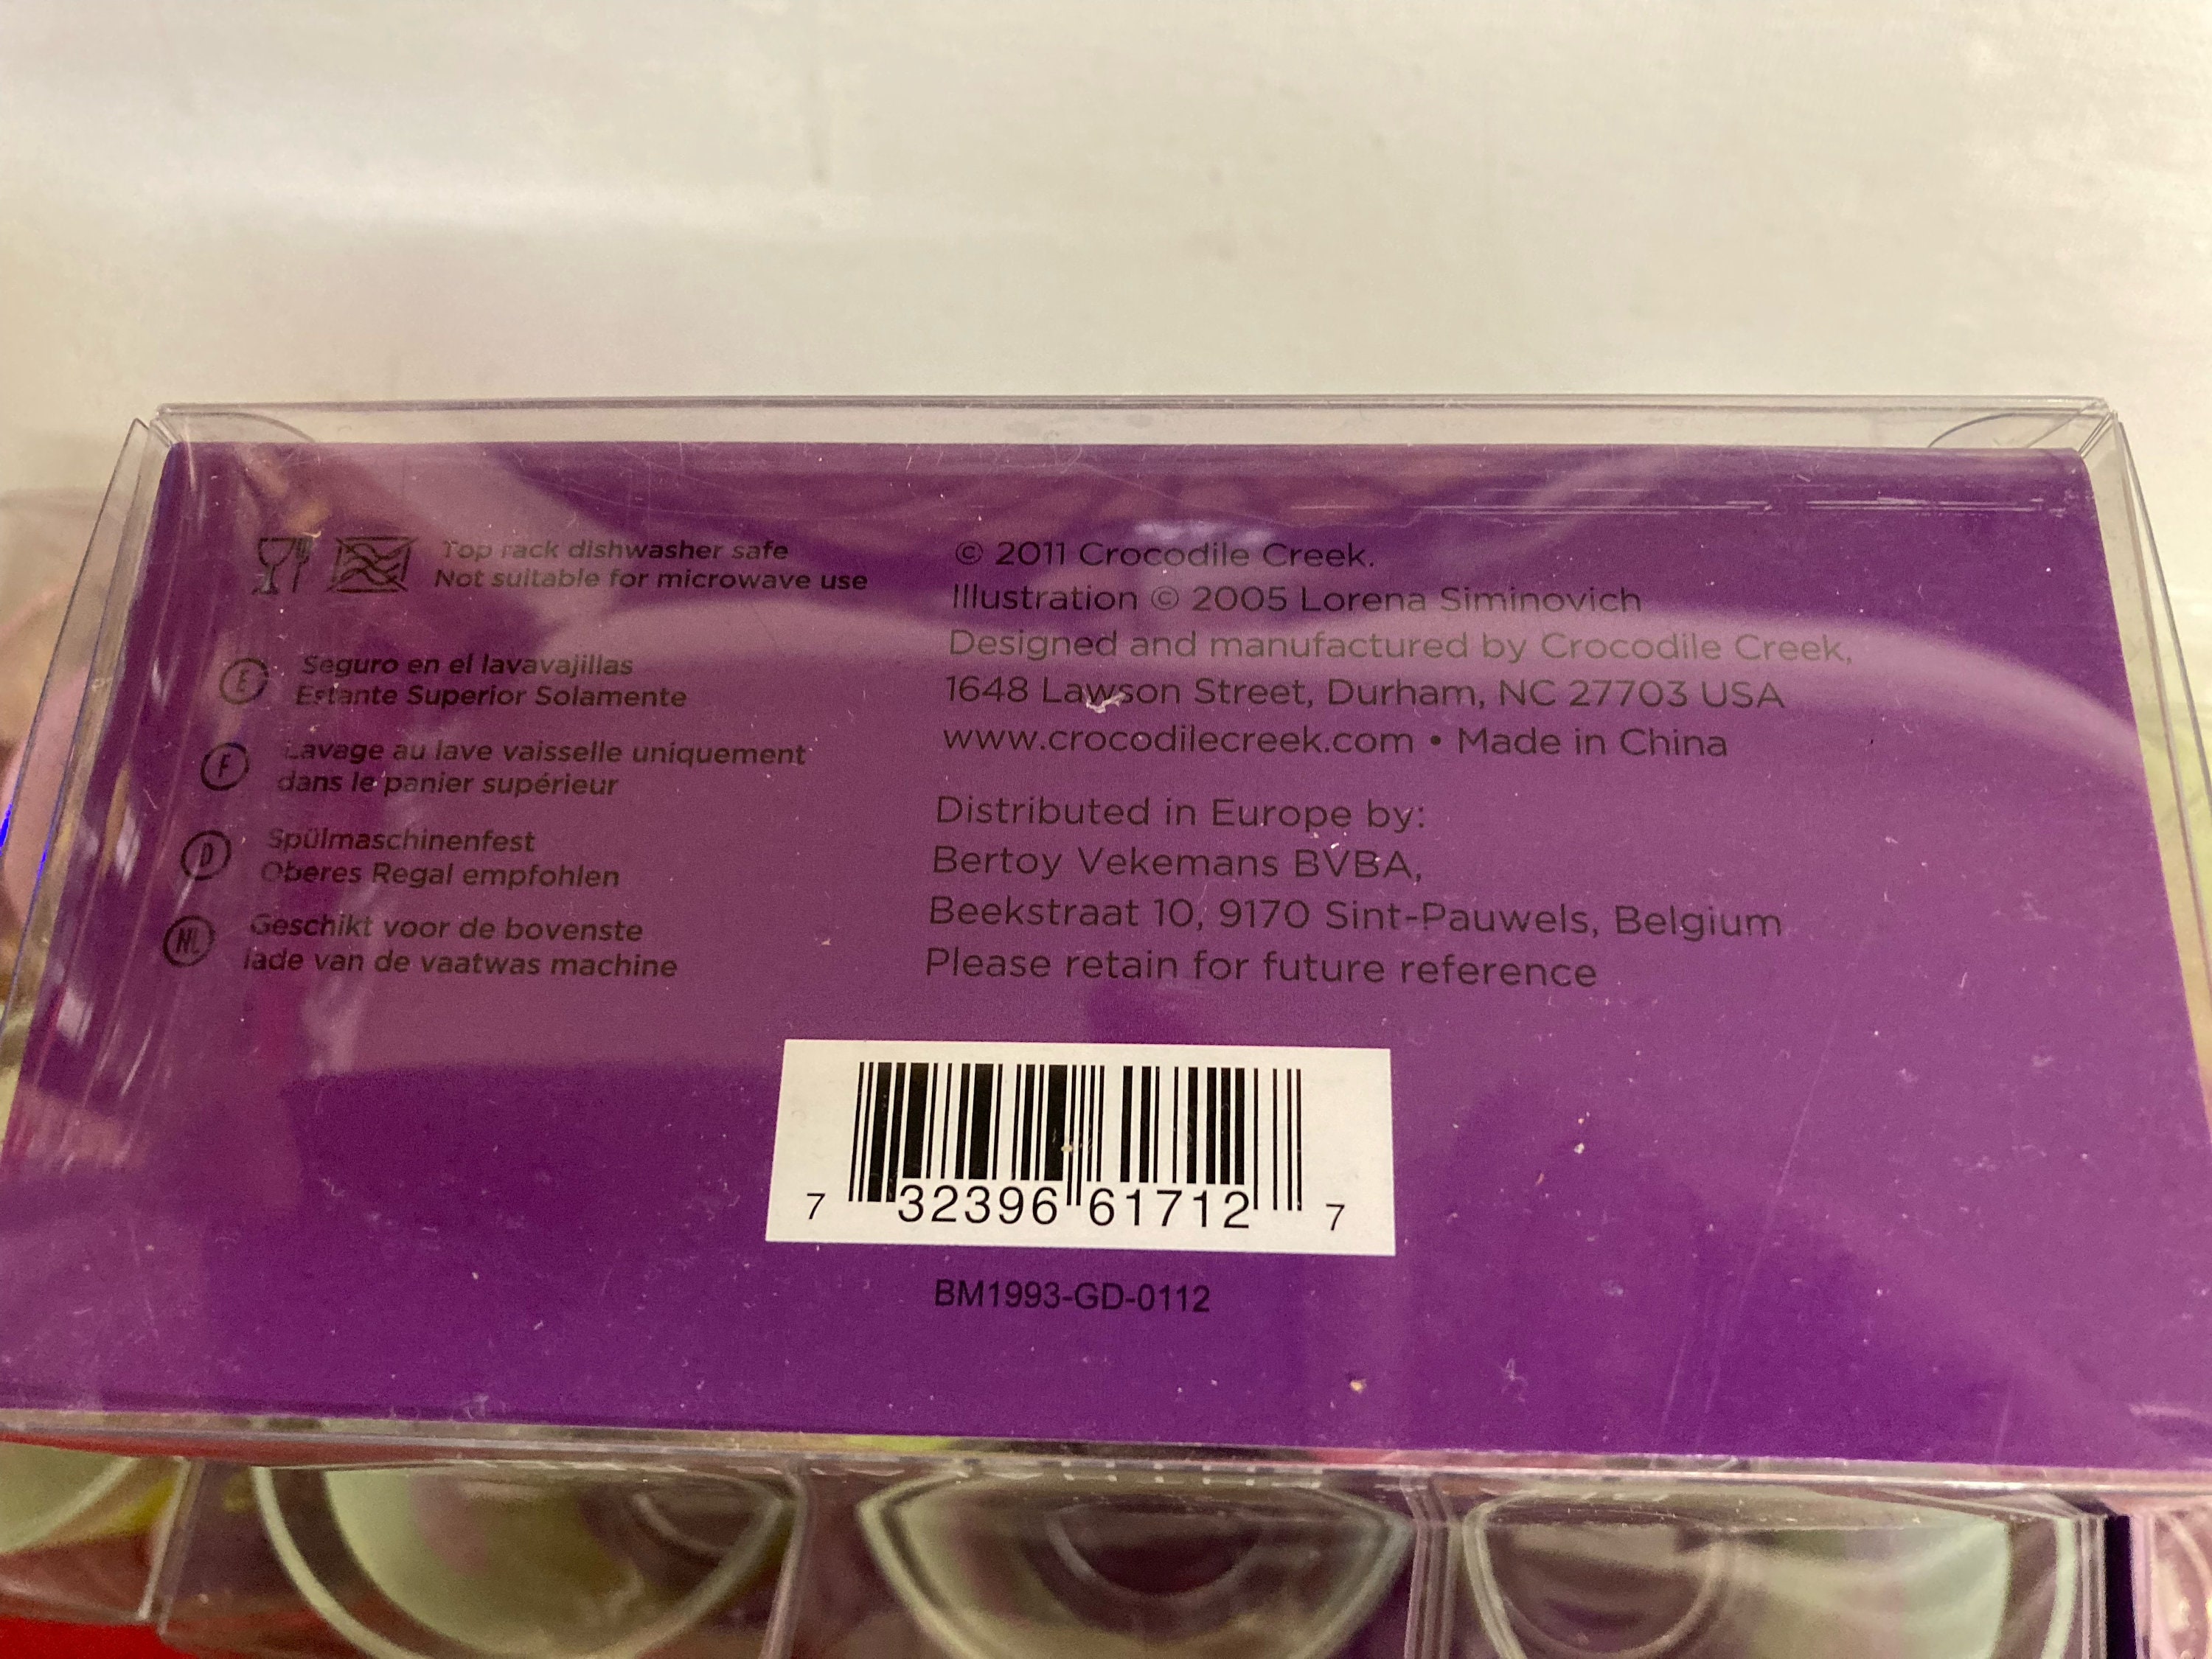 Top rack dishwasher safe
Not suitable for microwave use
E Seguro en el lavavajillas
Estante Superior Solamente
F Lavage au lave vaisselle uniquement
dans le panier supérieur
D Spülmaschinenfest
Oberes Regal empfohlen
NL Geschikt voor de bovenste
lade van de vaatwas machine
© 2011 Crocodile Creek.
Illustration © 2005 Lorena Siminovich
Designed and manufactured by Crocodile Creek,
1648 Lawson Street, Durham, NC 27703 USA
www.crocodilecreek.com • Made in China
Distributed in Europe by:
Bertoy Vekemans BVBA,
Beekstraat 10, 9170 Sint-Pauwels, Belgium
Please retain for future reference
7 32396 61712 7
BM1993-GD-0112